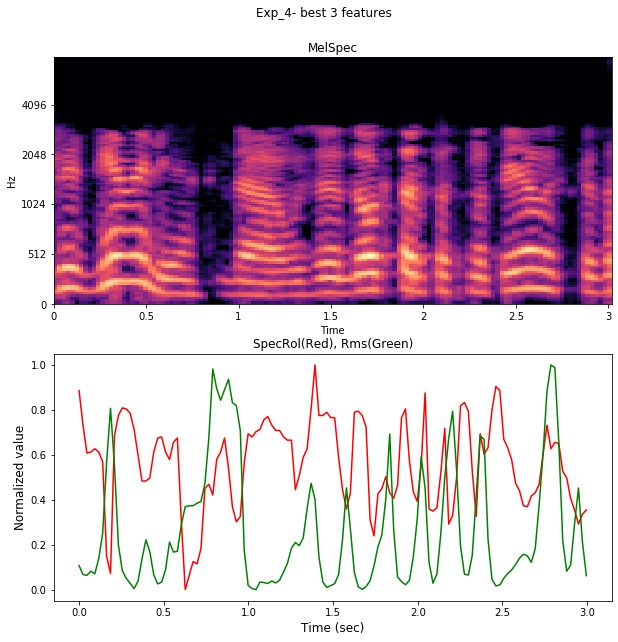 Exp_4- best 3 features
MelSpec
4096
2048
1024
512
0
Hz
0 0.5 1 1.5 2 2.5 3
Time
SpecRol(Red), Rms(Green)
1.0
0.8
0.6
0.4
0.2
0.0
Normalized value
0.0 0.5 1.0 1.5 2.0 2.5 3.0
Time (sec)